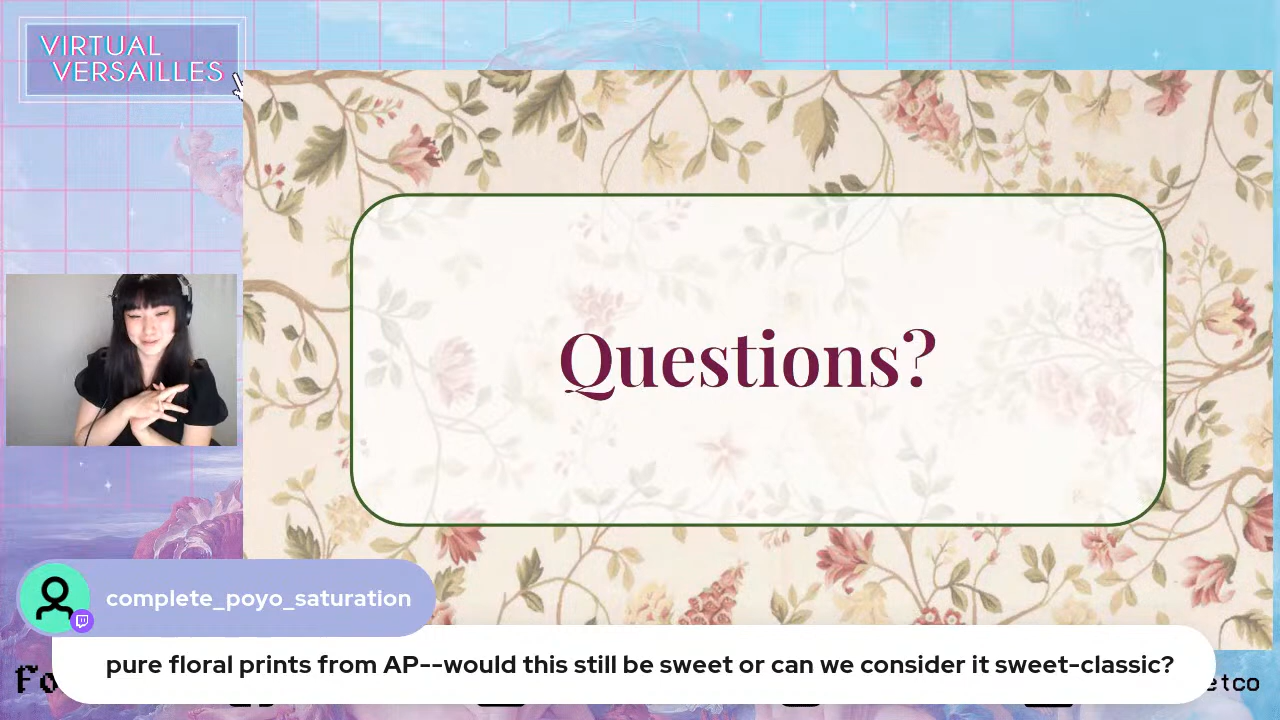 VIRTUAL
VERSAILLES
Questions?
complete_poyo_saturation
pure floral prints from AP--would this still be sweet or can we consider it sweet-classic?